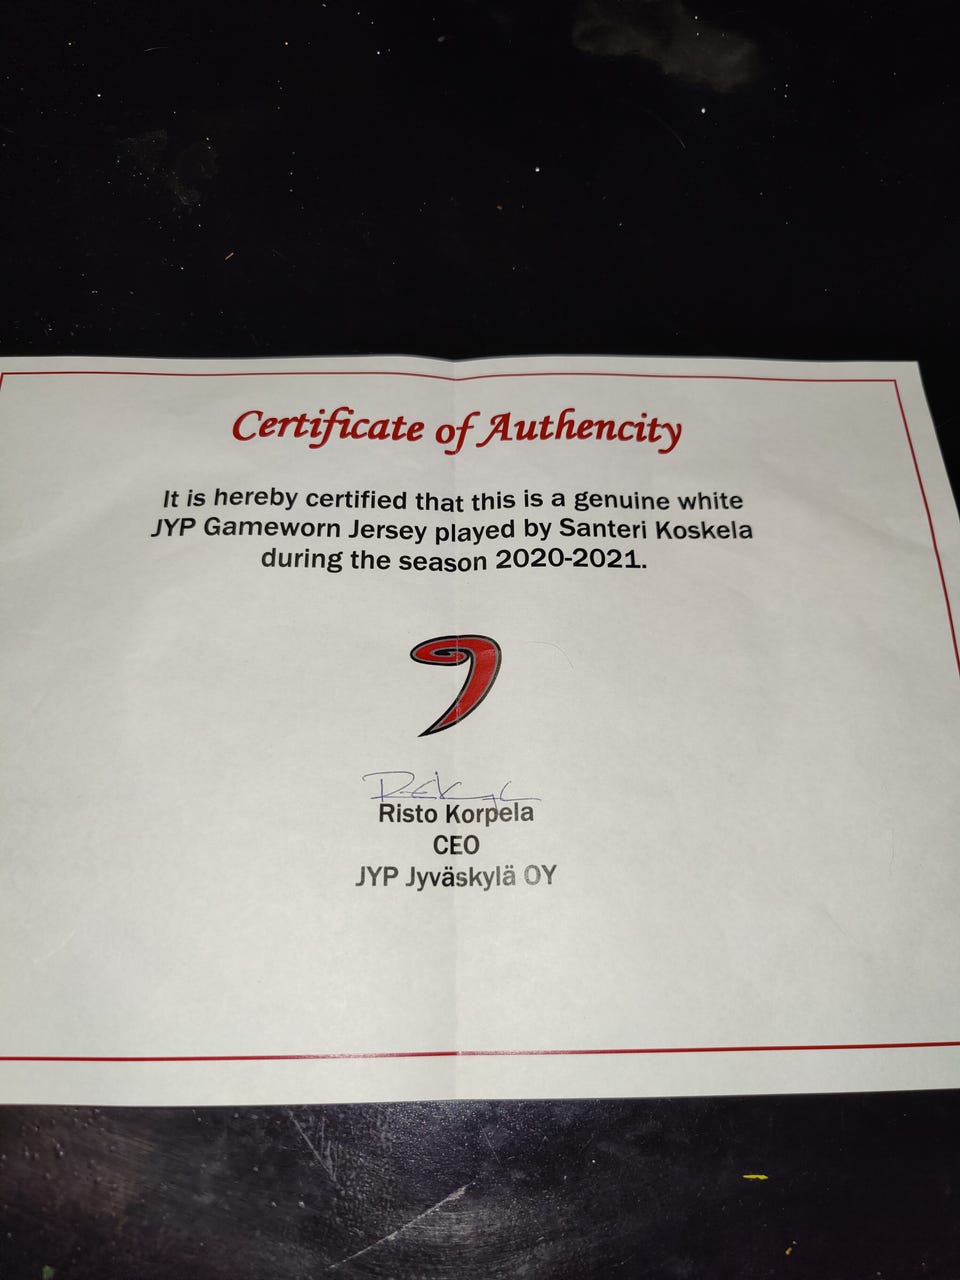 Certificate of Authencity
It is hereby certified that this is a genuine white
JYP Gameworn Jersey played by Santeri Koskela
during the season 2020-2021.
Risto Korpela
CEO
JYP Jyväskylä OY